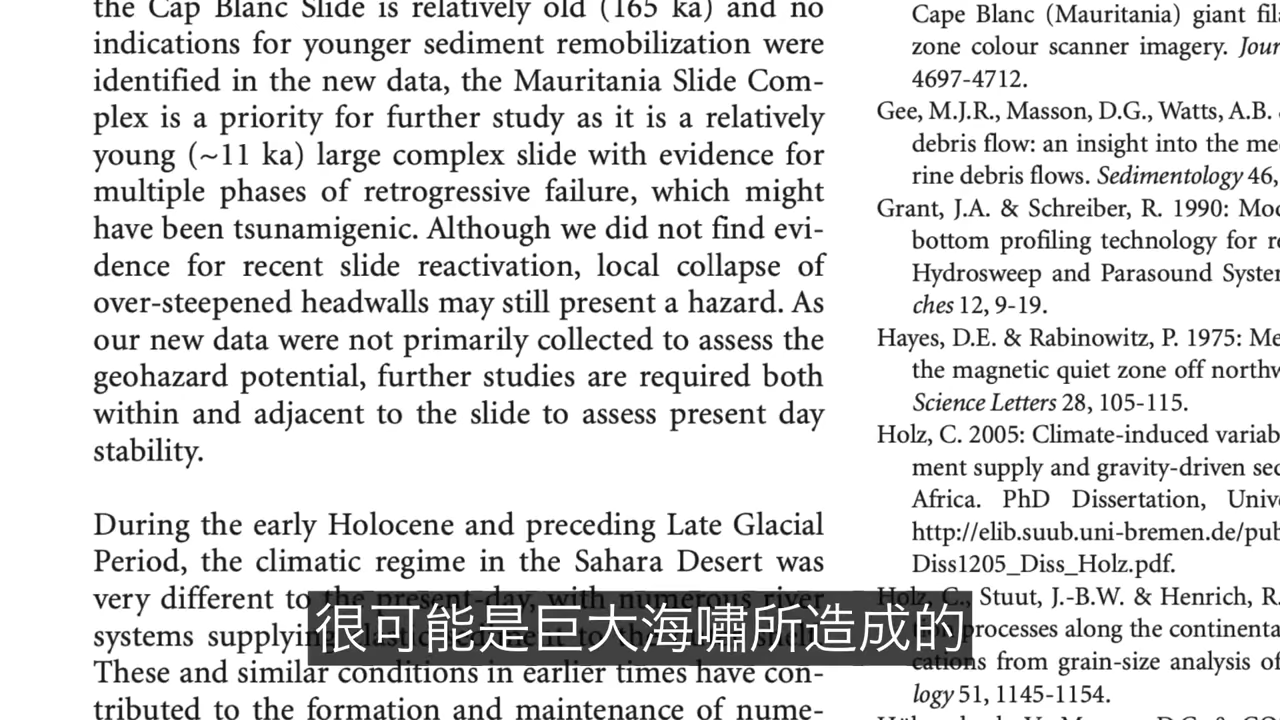 the Cap Blanc Slide is relatively old (165 ka) and no
indications for younger sediment remobilization were
identified in the new data, the Mauritania Slide Com-
plex is a priority for further study as it is a relatively
young (~11 ka) large complex slide with evidence for
multiple phases of retrogressive failure, which might
have been tsunamigenic. Although we did not find evi-
dence for recent slide reactivation, local collapse of
over-steepened headwalls may still present a hazard. As
our new data were not primarily collected to assess the
geohazard potential, further studies are required both
within and adjacent to the slide to assess present day
stability.
During the early Holocene and preceding Late Glacial
Period, the climatic regime in the Sahara Desert was
very different to the present-day, with numerous river
systems supplying
These and similar conditions in earlier times have con-
tributed to the formation and maintenance of nume-
Cape Blanc (Mauritania) giant
zone colour scanner imagery. Jour
4697-4712.
Gee, M.J.R., Masson, D.G., Watts, A.B.
debris flow: an insight into the me
rine debris flows. Sedimentology 46,
Grant, J.A. & Schreiber, R. 1990: Mod
bottom profiling technology for re
Hydrosweep and Parasound System
ches 12, 9-19.
Hayes, D.E. & Rabinowitz, P. 1975: Me
the magnetic quiet zone off northw
Science Letters 28, 105-115.
Holz, C. 2005: Climate-induced variab
ment supply and gravity-driven sed
Africa. PhD Dissertation, Unive
http://elib.suub.uni-bremen.de/pub
Diss1205_Diss_Holz.pdf.
Holz, C., Stuut, J.-B.W. & Henrich, R.
processes along the continenta
cations from grain-size analysis of
logy 51, 1145-1154.
很可能是巨大海嘯所造成的